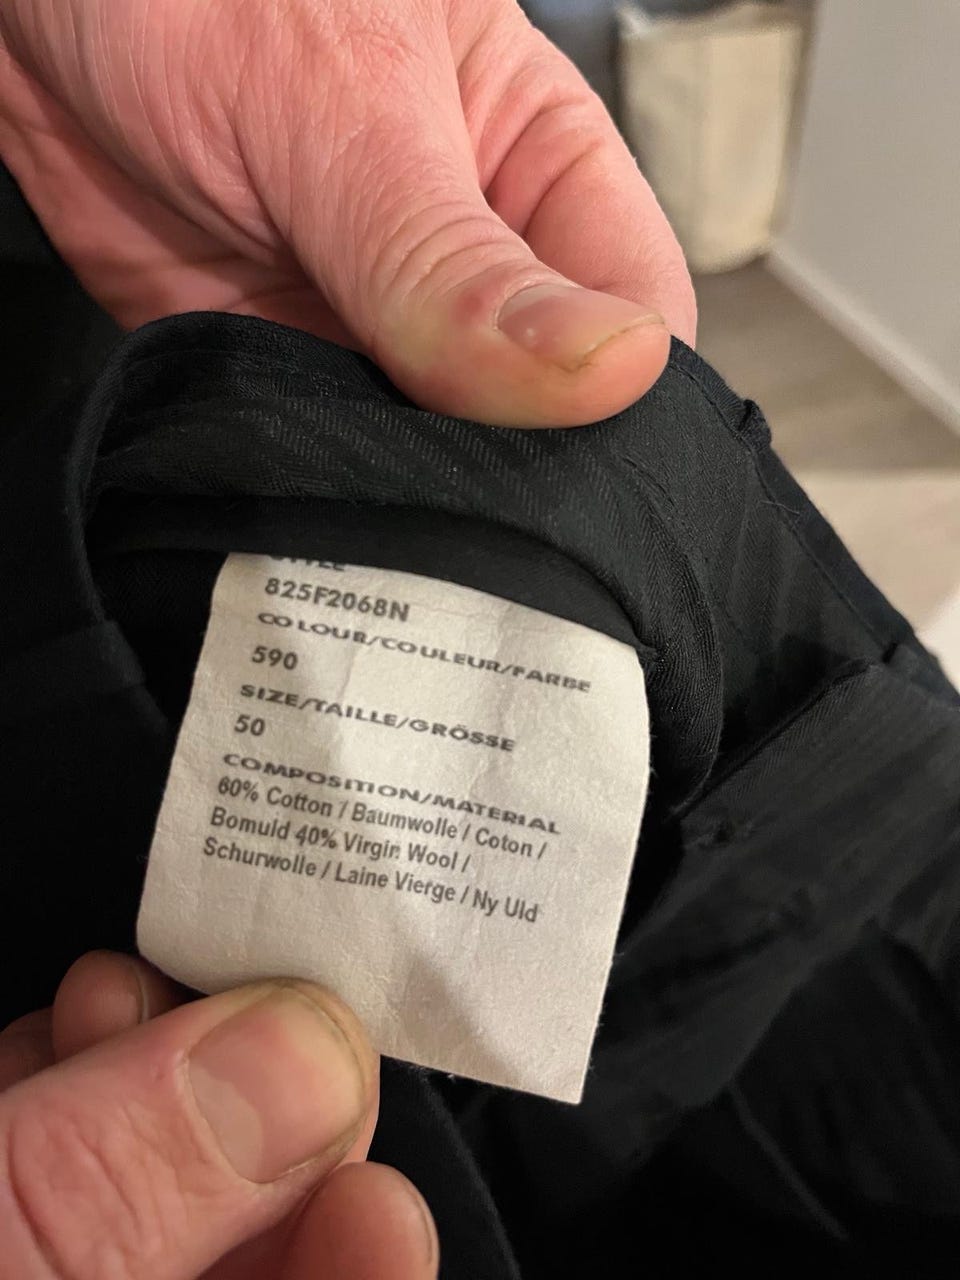 STYLE
825F2068N
COLOUR/COULEUR/FARBE
590
SIZE/TAILLE/GRÖSSE
50
COMPOSITION/MATERIAL
60% Cotton / Baumwolle / Coton /
Bomuld 40% Virgin Wool /
Schurwolle / Laine Vierge / Ny Uld